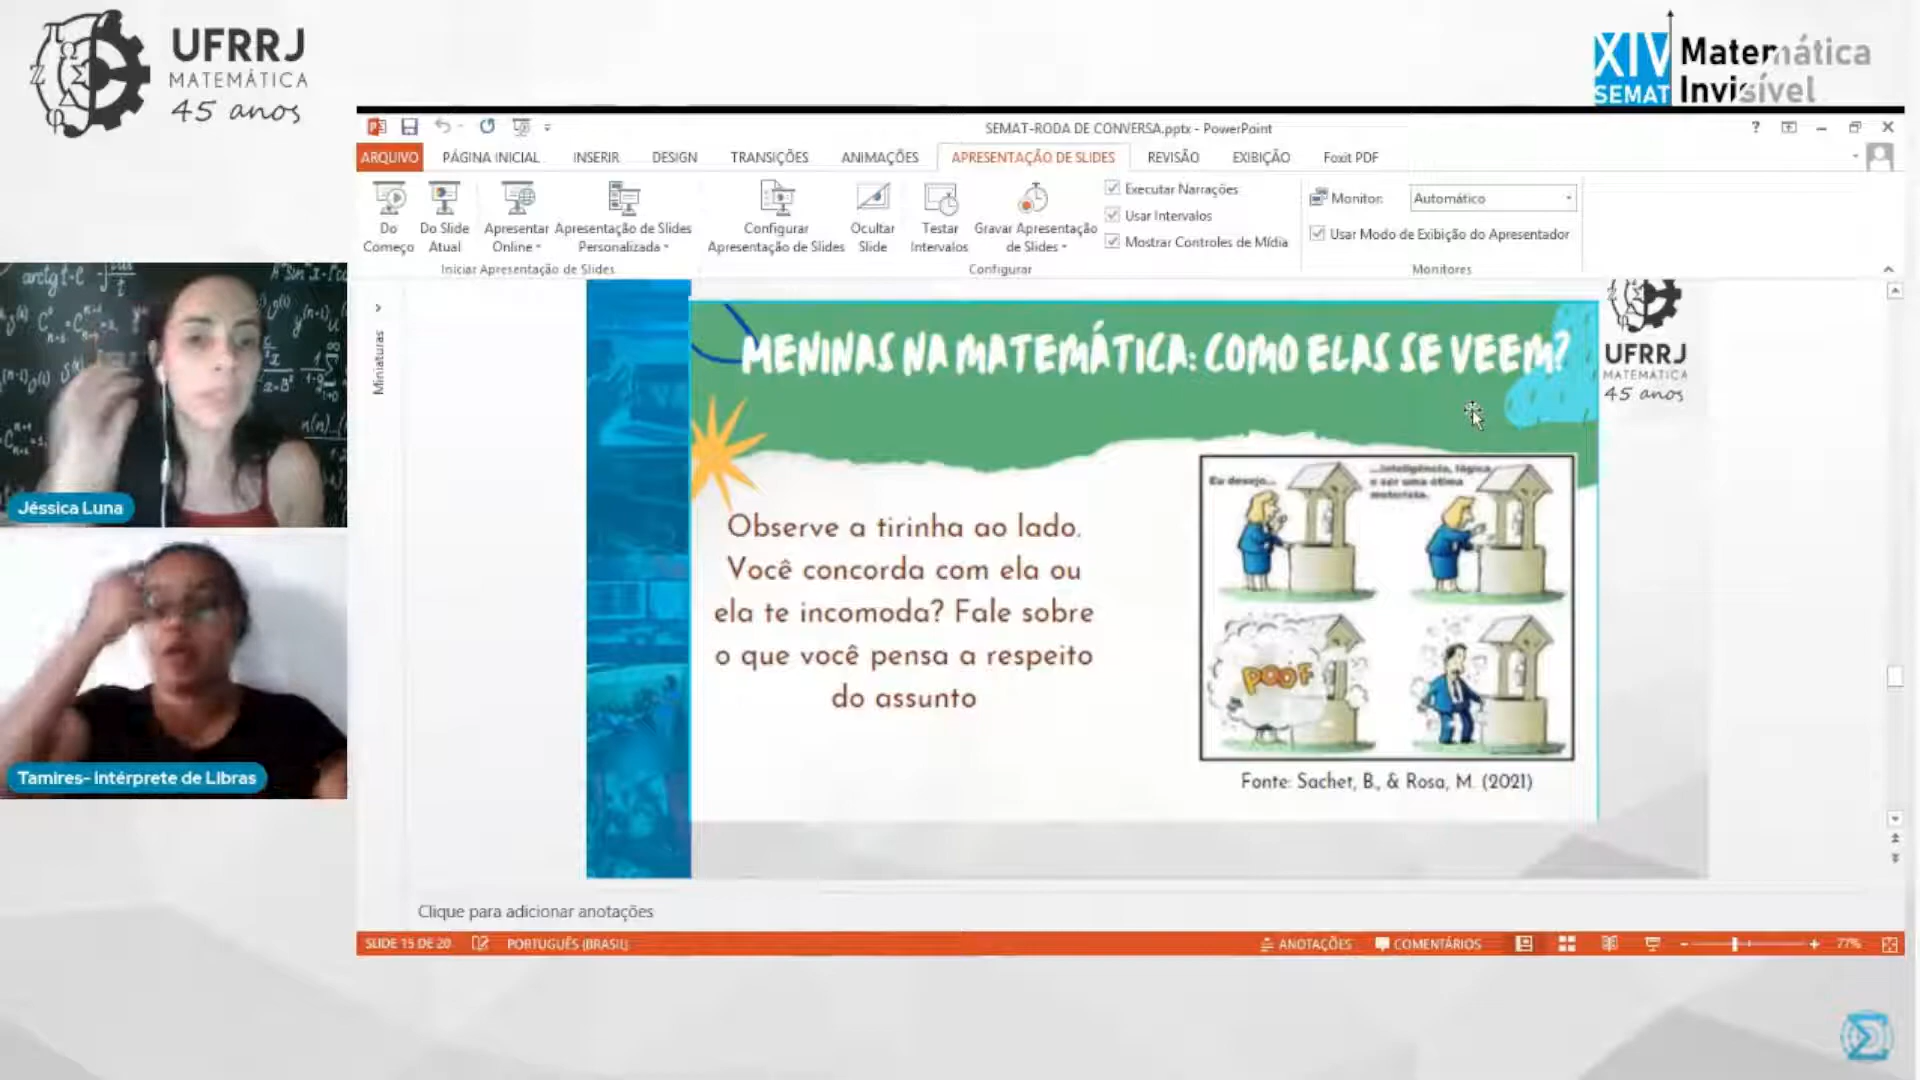 UFRRJ
MATEMÁTICA
45 anos
XIV
SEMAT
Matemática
Invisível
SEMAT-RODA DE CONVERSA.pptx - PowerPoint
ARQUIVO PÁGINA INICIAL INSERIR DESIGN TRANSIÇÕES ANIMAÇÕES APRESENTAÇÃO DE SLIDES REVISÃO EXIBIÇÃO Foxit PDF
Do Começo
Do Slide Atual
Apresentar Online
Apresentação de Slides Personalizada
Iniciar Apresentação de Slides
Configurar Apresentação de Slides
Ocultar Slide
Testar Intervalos
Gravar Apresentação de Slides
Executar Narrações
Usar Intervalos
Mostrar Controles de Mídia
Configurar
Monitor: Automático
Usar Modo de Exibição do Apresentador
Monitores
Miniaturas
Jéssica Luna
Tamires- intérprete de Libras
MENINAS NA MATEMÁTICA: COMO ELAS SE VEEM?
UFRRJ
MATEMÁTICA
45 anos
Observe a tirinha ao lado.
Você concorda com ela ou
ela te incomoda? Fale sobre
o que você pensa a respeito
do assunto
Eu desejo...
...inteligência, lógica
e ser uma ótima
motorista.
POOF
Fonte: Sachet, B., & Rosa, M. (2021)
Clique para adicionar anotações
SLIDE 15 DE 20 PORTUGUÊS (BRASIL) ANOTAÇÕES COMENTÁRIOS 77%